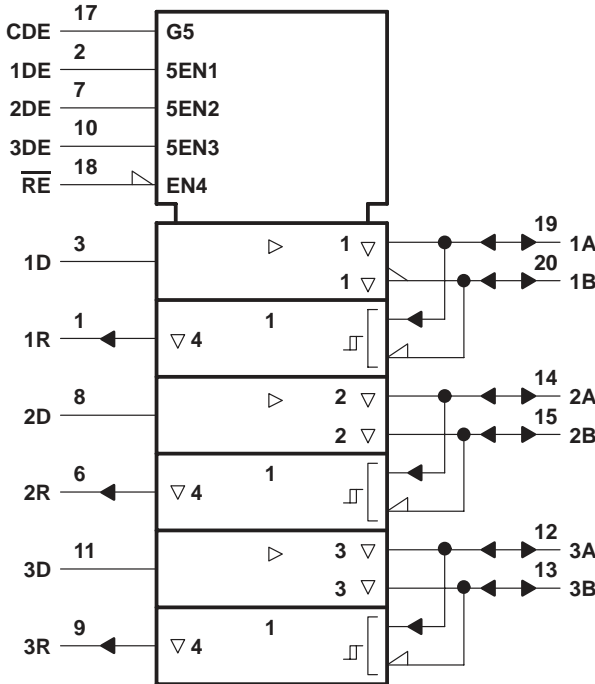 17
CDE G5
2
1DE 5EN1
7
2DE 5EN2
10
3DE 5EN3
18
RE EN4
3 1 19
1D 1A
1 20
1B
1 1
1R 4
8 2 14
2D 2A
2 15
2B
6 1
2R 4
11 3 12
3D 3A
3 13
3B
9 1
3R 4